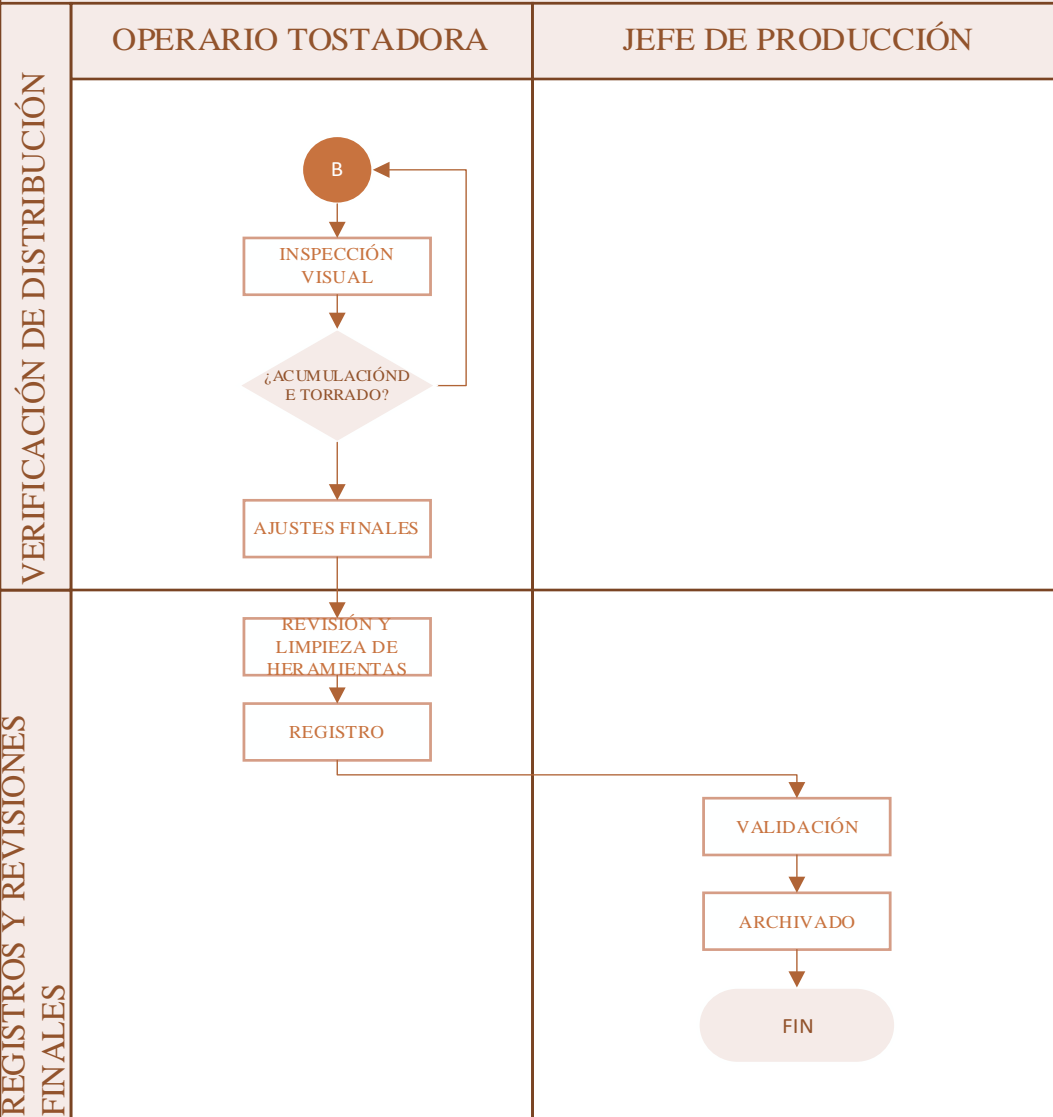 OPERARIO TOSTADORA
JEFE DE PRODUCCIÓN
VERIFICACIÓN DE DISTRIBUCIÓN
B
INSPECCIÓN
VISUAL
¿ACUMULACIÓND
E TORRADO?
AJUSTES FINALES
REGISTROS Y REVISIONES
FINALES
REVISIÓN Y
LIMPIEZA DE
HERAMIENTAS
REGISTRO
VALIDACIÓN
ARCHIVADO
FIN